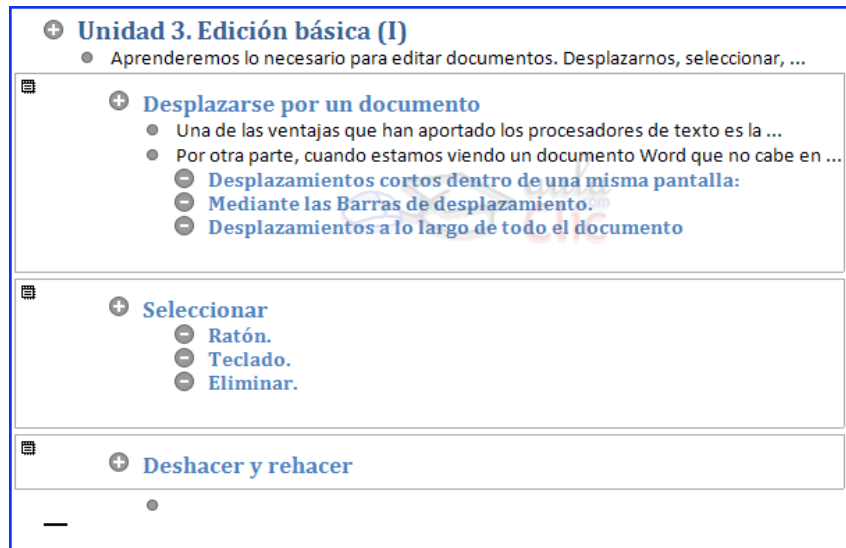 Unidad 3. Edición básica (I)
Aprenderemos lo necesario para editar documentos. Desplazarnos, seleccionar, ...
Desplazarse por un documento
Una de las ventajas que han aportado los procesadores de texto es la ...
Por otra parte, cuando estamos viendo un documento Word que no cabe en ...
Desplazamientos cortos dentro de una misma pantalla:
Mediante las Barras de desplazamiento.
Desplazamientos a lo largo de todo el documento
aula
.com
Clic
Seleccionar
Ratón.
Teclado.
Eliminar.
Deshacer y rehacer